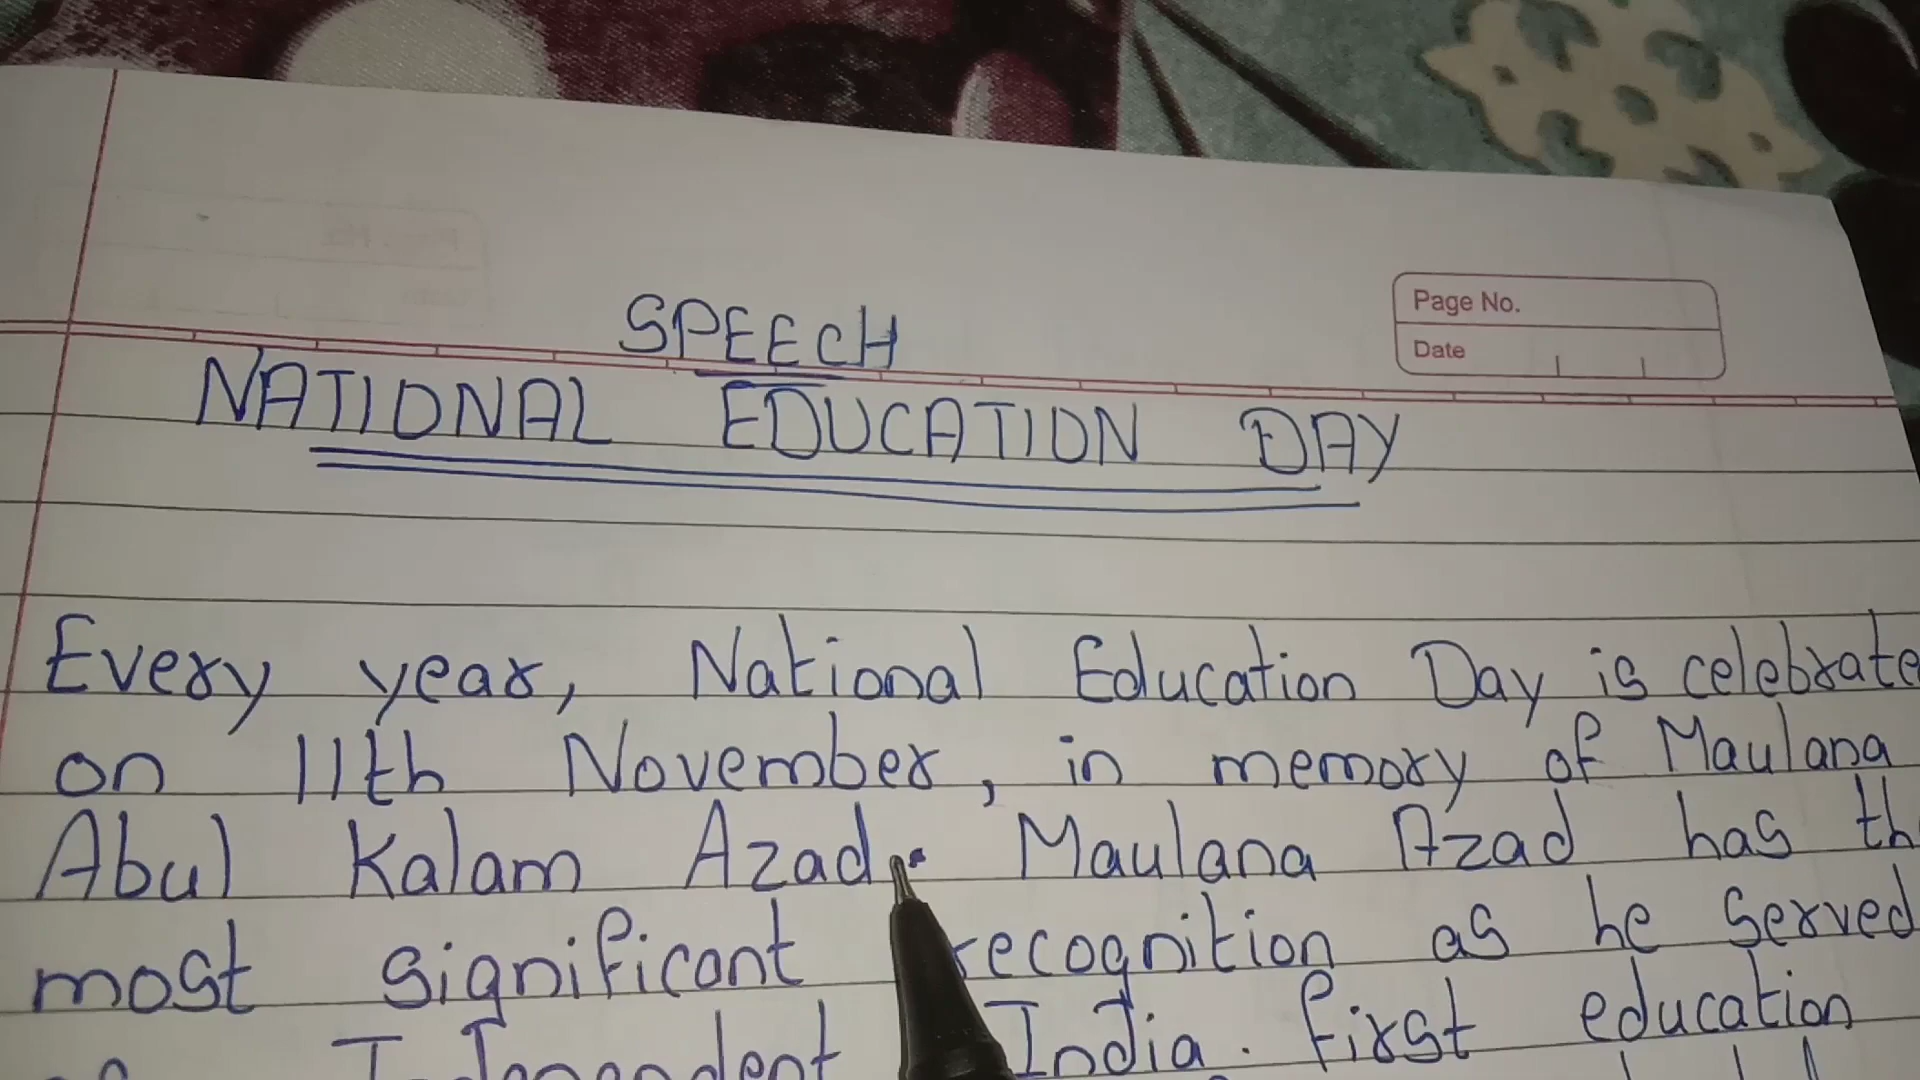 Page No.
Date
SPEECH
NATIONAL EDUCATION DAY
Every year, National Education Day is celebrate
on 11th November, in memory of Maulana
Abul Kalam Azad. Maulana Azad has th
most significant recognition as he served
Independent India. first education